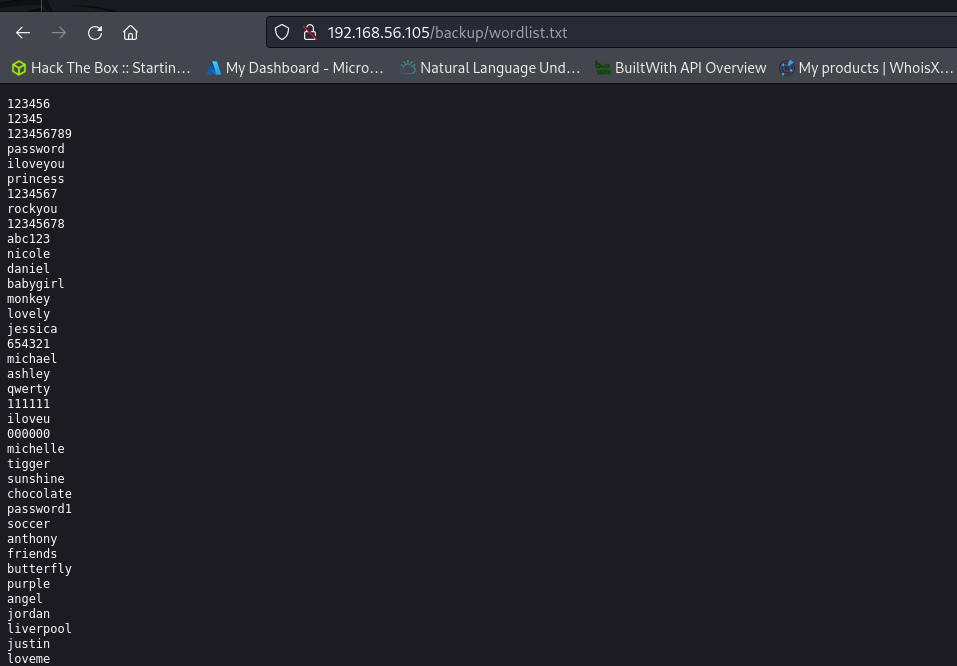 192.168.56.105/backup/wordlist.txt
Hack The Box :: Startin... My Dashboard - Micro... Natural Language Und... BuiltWith API Overview My products | WhoisX...
123456
12345
123456789
password
iloveyou
princess
1234567
rockyou
12345678
abc123
nicole
daniel
babygirl
monkey
lovely
jessica
654321
michael
ashley
qwerty
111111
iloveu
000000
michelle
tigger
sunshine
chocolate
password1
soccer
anthony
friends
butterfly
purple
angel
jordan
liverpool
justin
loveme